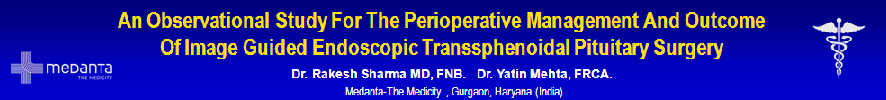 An Observational Study For The Perioperative Management And Outcome
Of Image Guided Endoscopic Transsphenoidal Pituitary Surgery
Dr. Rakesh Sharma MD, FNB. Dr. Yatin Mehta, FRCA.
Medanta-The Medicity , Gurgaon, Haryana (India).
medanta
THE MEDICITY